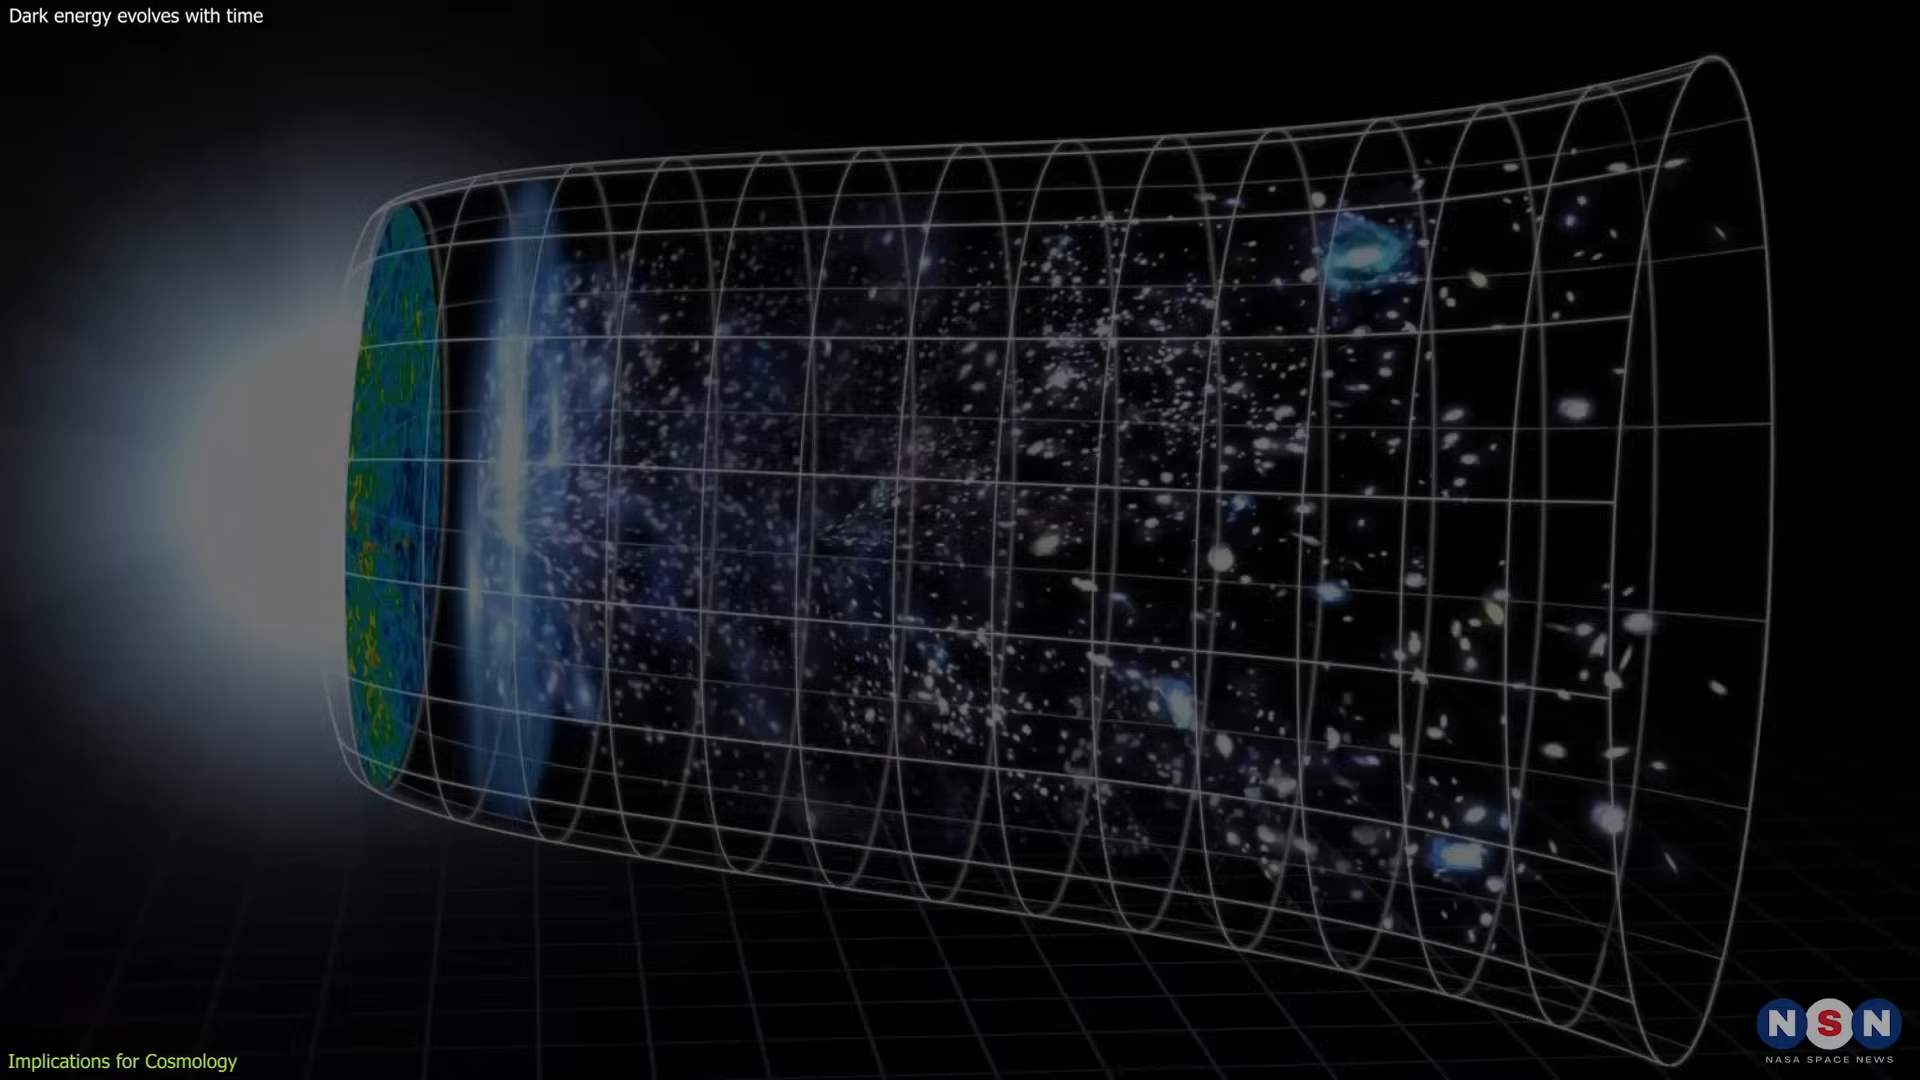 Dark energy evolves with time
Implications for Cosmology
NSN
NASA SPACE NEWS